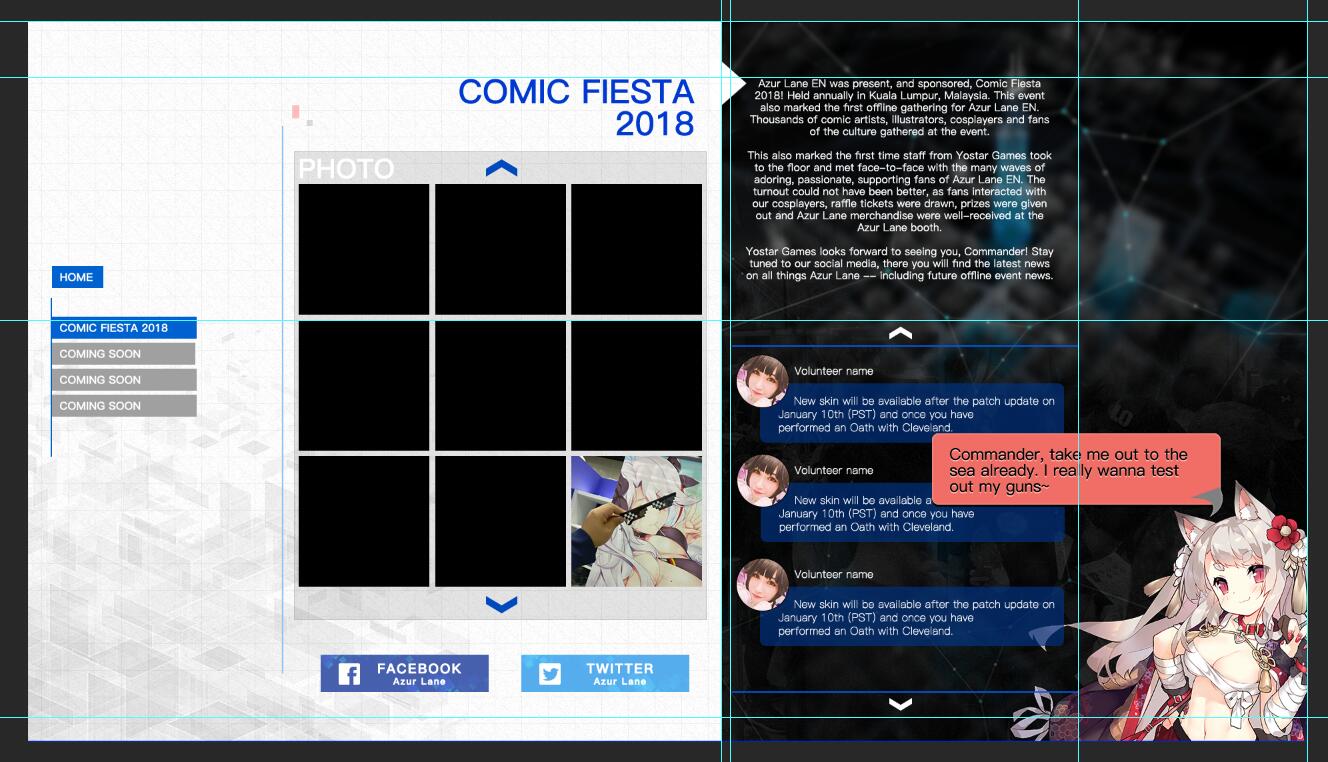 COMIC FIESTA
2018
PHOTO
HOME
COMIC FIESTA 2018
COMING SOON
COMING SOON
COMING SOON
FACEBOOK
Azur Lane
TWITTER
Azur Lane
Azur Lane EN was present, and sponsored, Comic Fiesta
2018! Held annually in Kuala Lumpur, Malaysia. This event
also marked the first offline gathering for Azur Lane EN.
Thousands of comic artists, illustrators, cosplayers and fans
of the culture gathered at the event.
This also marked the first time staff from Yostar Games took
to the floor and met face-to-face with the many waves of
adoring, passionate, supporting fans of Azur Lane EN. The
turnout could not have been better, as fans interacted with
our cosplayers, raffle tickets were drawn, prizes were given
out and Azur Lane merchandise were well-received at the
Azur Lane booth.
Yostar Games looks forward to seeing you, Commander! Stay
tuned to our social media, there you will find the latest news
on all things Azur Lane -- including future offline event news.
Volunteer name
New skin will be available after the patch update on
January 10th (PST) and once you have
performed an Oath with Cleveland.
Volunteer name
New skin will be available a
January 10th (PST) and once you have
performed an Oath with Cleveland.
Volunteer name
New skin will be available after the patch update on
January 10th (PST) and once you have
performed an Oath with Cleveland.
Commander, take me out to the
sea already. I really wanna test
out my guns~